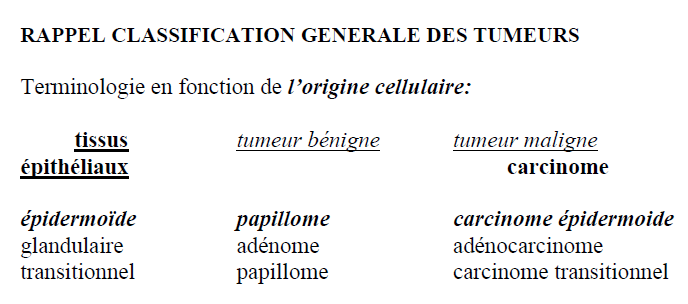 RAPPEL CLASSIFICATION GENERALE DES TUMEURS
Terminologie en fonction de l'origine cellulaire:
tissus tumeur bénigne tumeur maligne
épithéliaux carcinome
épidermoïde papillome carcinome épidermoide
glandulaire adénome adénocarcinome
transitionnel papillome carcinome transitionnel